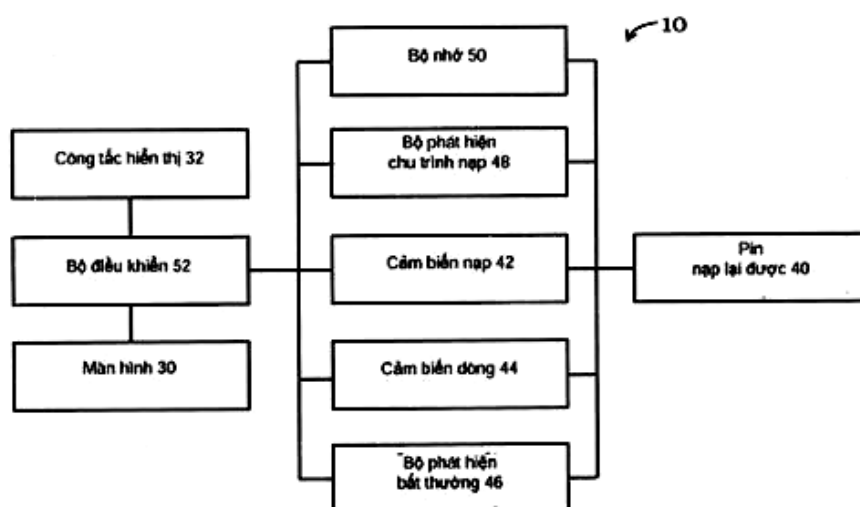 10
Bộ nhớ 50
Công tắc hiển thị 32
Bộ phát hiện
chu trình nạp 48
Bộ điều khiển 52
Cảm biến nạp 42
Pin
nạp lại được 40
Màn hình 30
Cảm biến dòng 44
Bộ phát hiện
bất thường 46